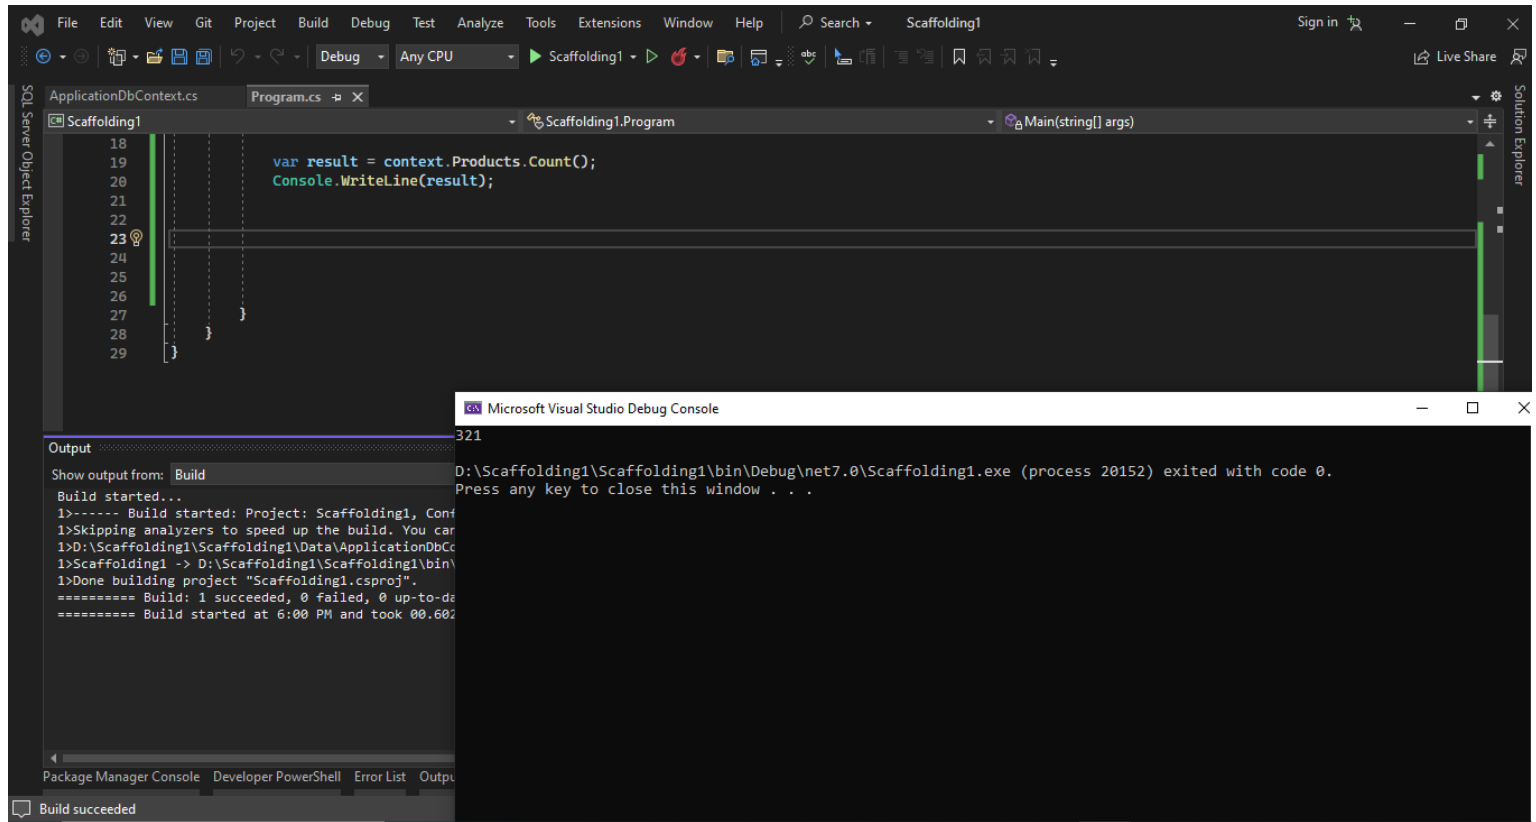 File Edit View Git Project Build Debug Test Analyze Tools Extensions Window Help Search Scaffolding1 Sign in
Debug Any CPU Scaffolding1 Live Share
SQL Server Object Explorer
Solution Explorer
ApplicationDbContext.cs Program.cs
C# Scaffolding1 Scaffolding1.Program Main(string[] args)
18
19 var result = context.Products.Count();
20 Console.WriteLine(result);
21
22
23
24
25
26
27 }
28 }
29 }
Microsoft Visual Studio Debug Console
321
D:\Scaffolding1\Scaffolding1\bin\Debug\net7.0\Scaffolding1.exe (process 20152) exited with code 0.
Press any key to close this window . . .
Output
Show output from: Build
Build started...
1>------ Build started: Project: Scaffolding1, Conf
1>Skipping analyzers to speed up the build. You can
1>D:\Scaffolding1\Scaffolding1\Data\ApplicationDbCo
1>Scaffolding1 -> D:\Scaffolding1\Scaffolding1\bin\
1>Done building project "Scaffolding1.csproj".
========== Build: 1 succeeded, 0 failed, 0 up-to-da
========== Build started at 6:00 PM and took 00.602
Package Manager Console Developer PowerShell Error List Outpu
Build succeeded